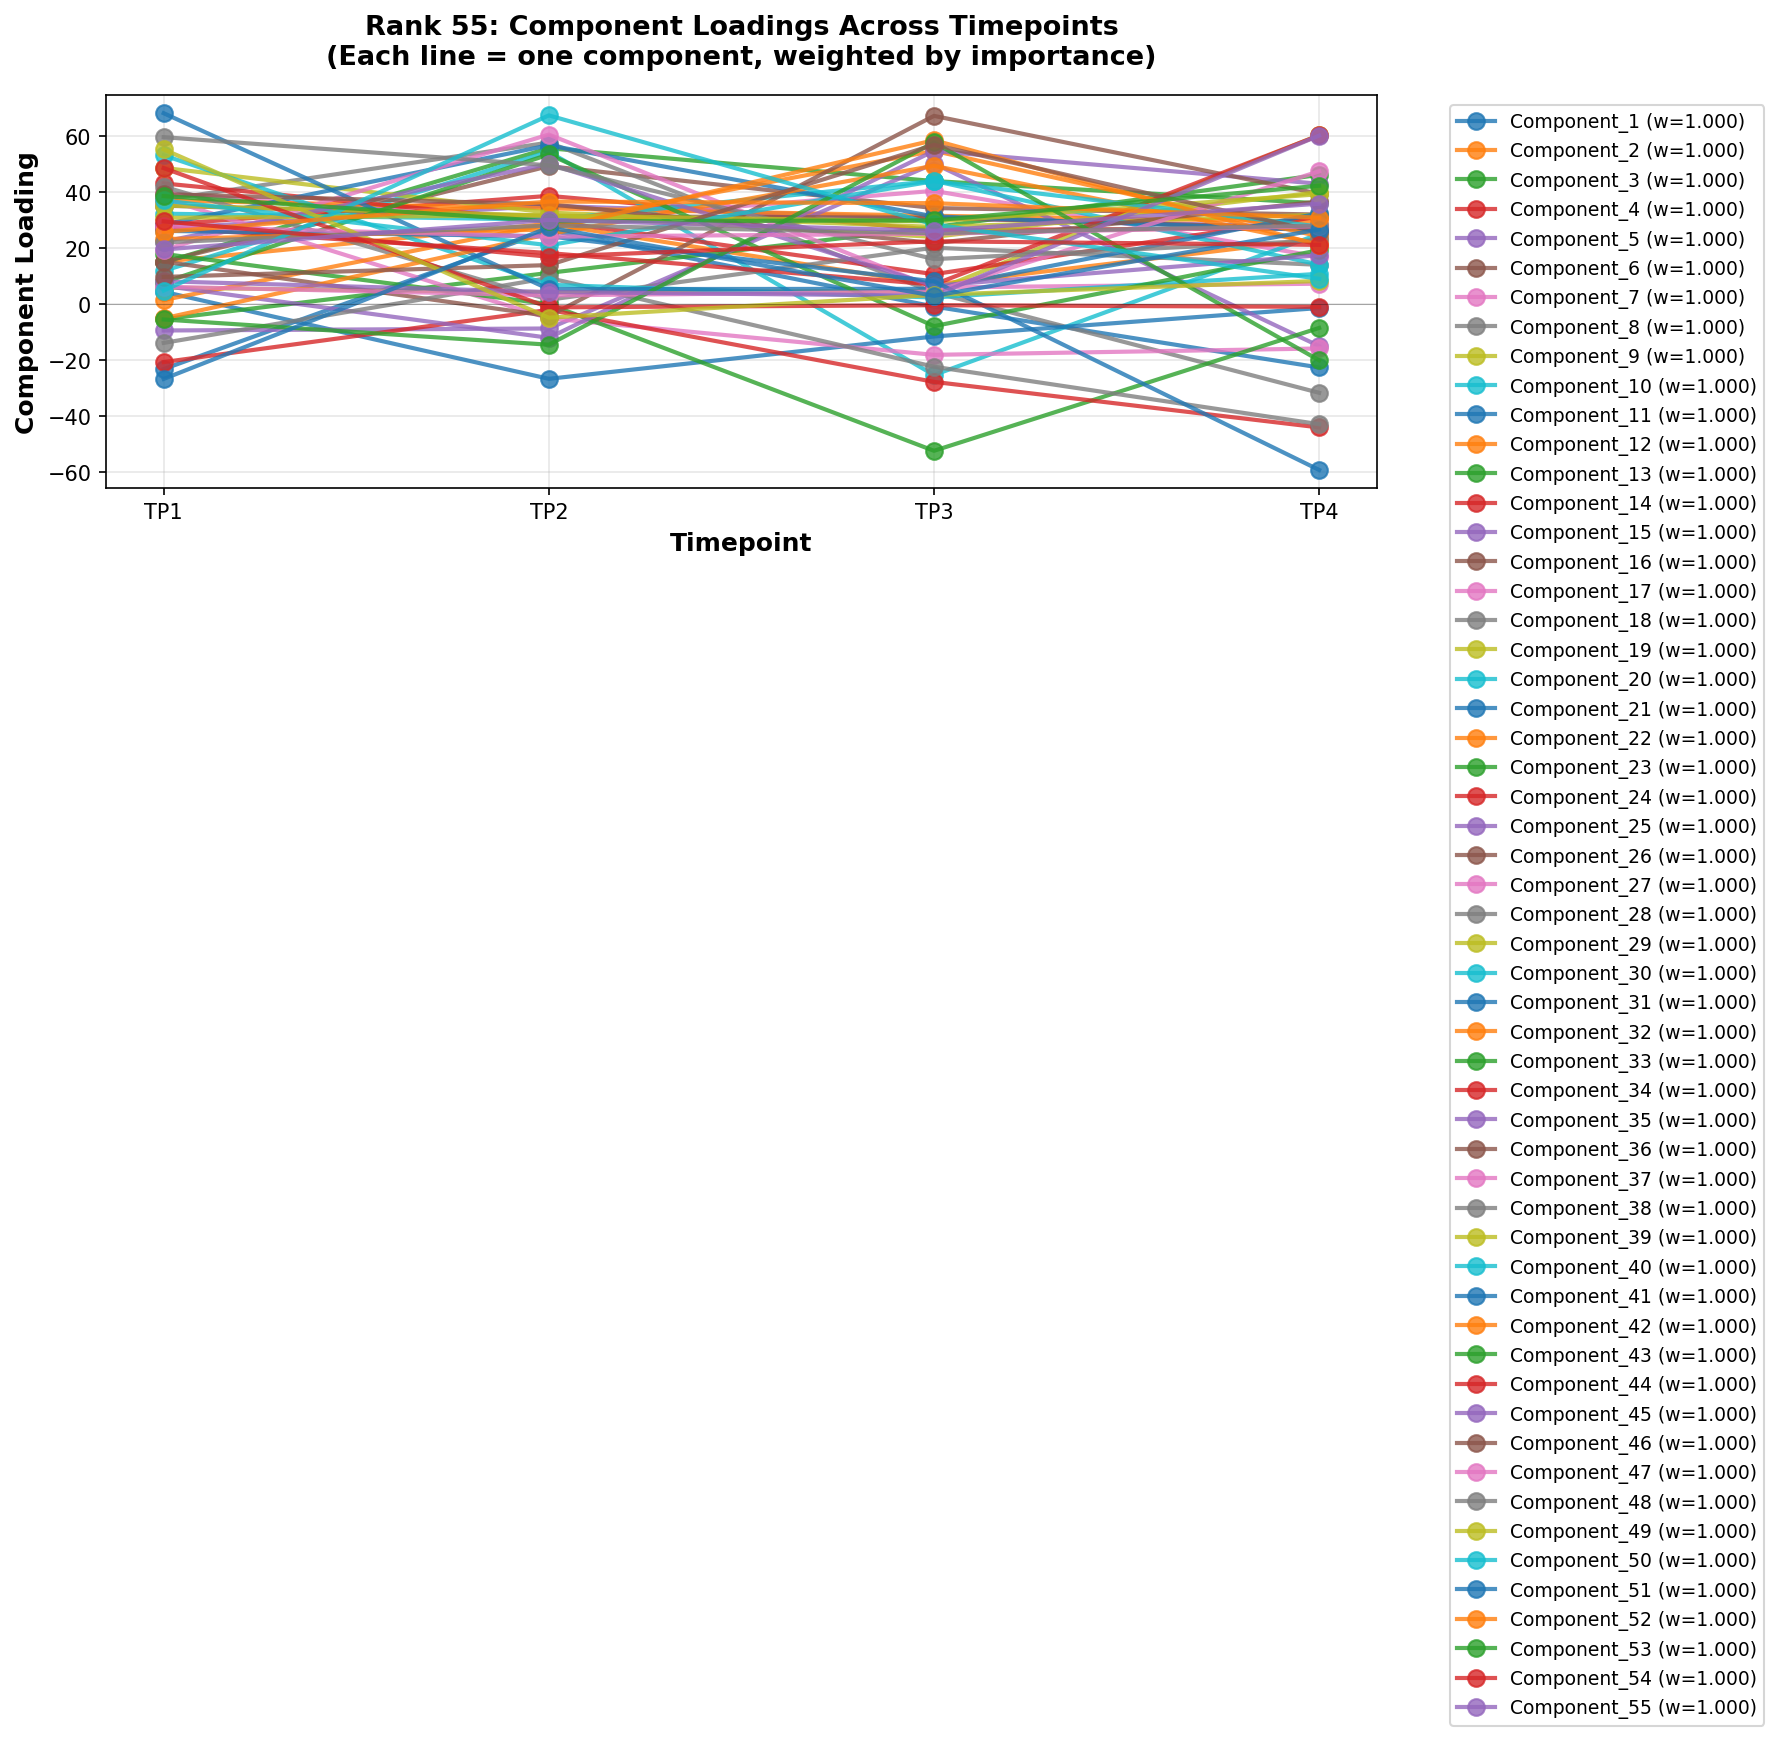 Rank 55: Component Loadings Across Timepoints
(Each line = one component, weighted by importance)
Component Loading
60
40
20
0
−20
−40
−60
TP1
TP2
TP3
TP4
Timepoint
Component_1 (w=1.000)
Component_2 (w=1.000)
Component_3 (w=1.000)
Component_4 (w=1.000)
Component_5 (w=1.000)
Component_6 (w=1.000)
Component_7 (w=1.000)
Component_8 (w=1.000)
Component_9 (w=1.000)
Component_10 (w=1.000)
Component_11 (w=1.000)
Component_12 (w=1.000)
Component_13 (w=1.000)
Component_14 (w=1.000)
Component_15 (w=1.000)
Component_16 (w=1.000)
Component_17 (w=1.000)
Component_18 (w=1.000)
Component_19 (w=1.000)
Component_20 (w=1.000)
Component_21 (w=1.000)
Component_22 (w=1.000)
Component_23 (w=1.000)
Component_24 (w=1.000)
Component_25 (w=1.000)
Component_26 (w=1.000)
Component_27 (w=1.000)
Component_28 (w=1.000)
Component_29 (w=1.000)
Component_30 (w=1.000)
Component_31 (w=1.000)
Component_32 (w=1.000)
Component_33 (w=1.000)
Component_34 (w=1.000)
Component_35 (w=1.000)
Component_36 (w=1.000)
Component_37 (w=1.000)
Component_38 (w=1.000)
Component_39 (w=1.000)
Component_40 (w=1.000)
Component_41 (w=1.000)
Component_42 (w=1.000)
Component_43 (w=1.000)
Component_44 (w=1.000)
Component_45 (w=1.000)
Component_46 (w=1.000)
Component_47 (w=1.000)
Component_48 (w=1.000)
Component_49 (w=1.000)
Component_50 (w=1.000)
Component_51 (w=1.000)
Component_52 (w=1.000)
Component_53 (w=1.000)
Component_54 (w=1.000)
Component_55 (w=1.000)